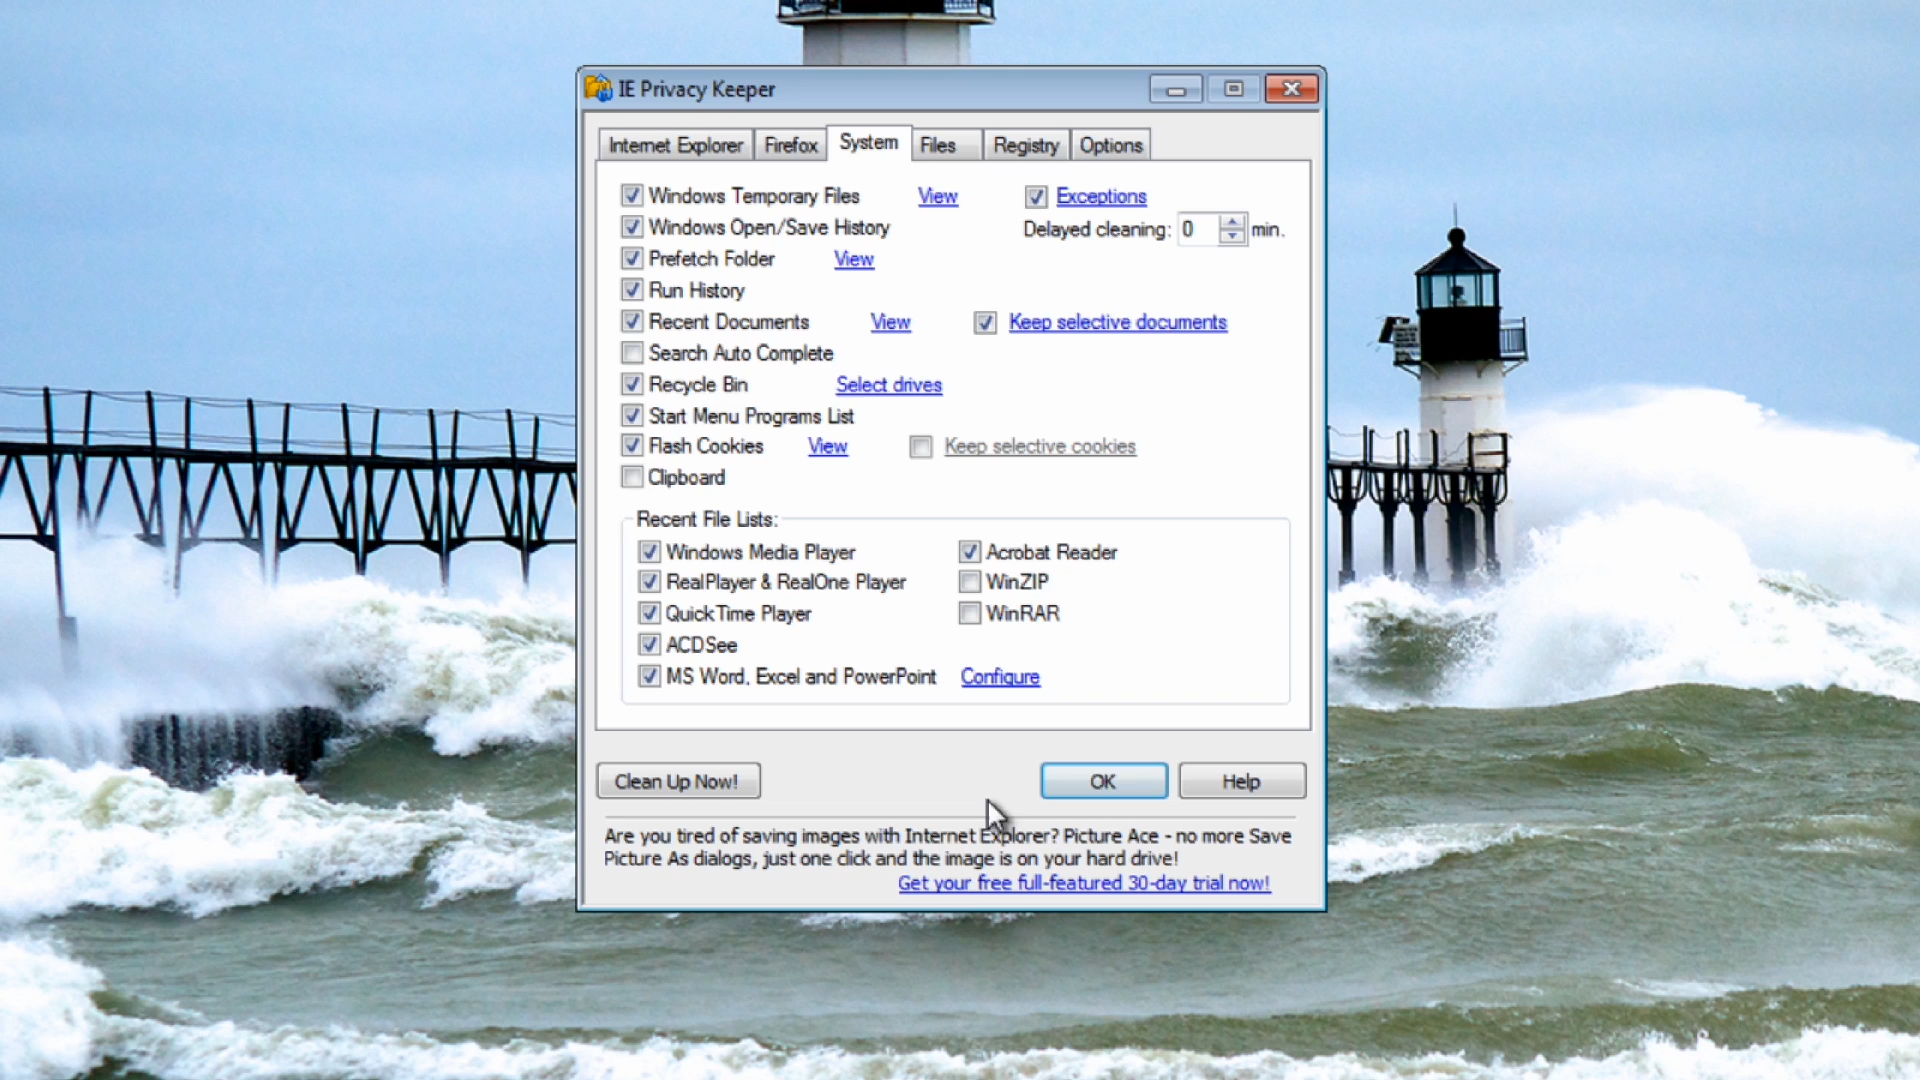 IE Privacy Keeper
Internet Explorer Firefox System Files Registry Options
Windows Temporary Files View Exceptions
Windows Open/Save History Delayed cleaning: 0 min.
Prefetch Folder View
Run History
Recent Documents View Keep selective documents
Search Auto Complete
Recycle Bin Select drives
Start Menu Programs List
Flash Cookies View Keep selective cookies
Clipboard
Recent File Lists:
Windows Media Player Acrobat Reader
RealPlayer & RealOne Player WinZIP
QuickTime Player WinRAR
ACDSee
MS Word, Excel and PowerPoint Configure
Clean Up Now! OK Help
Are you tired of saving images with Internet Explorer? Picture Ace - no more Save
Picture As dialogs, just one click and the image is on your hard drive!
Get your free full-featured 30-day trial now!